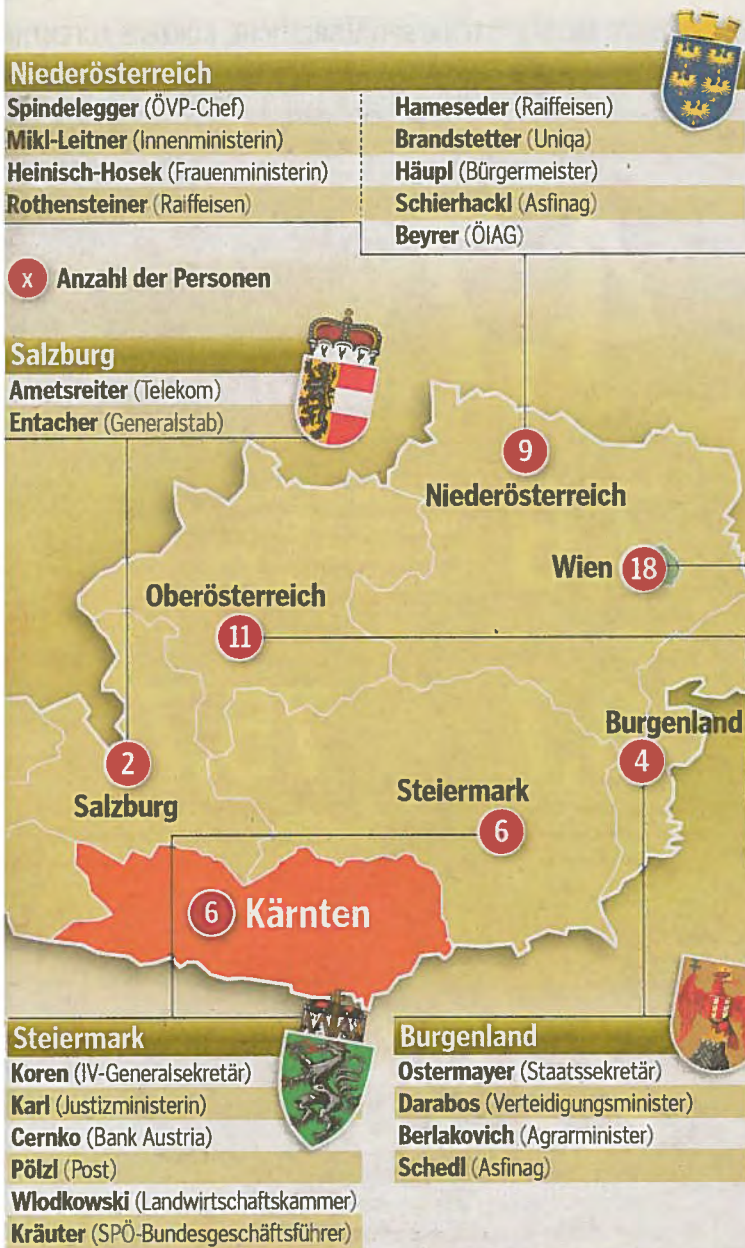 Niederösterreich
Spindelegger (ÖVP-Chef)
Mikl-Leitner (Innenministerin)
Heinisch-Hosek (Frauenministerin)
Rothensteiner (Raiffeisen)
Hameseder (Raiffeisen)
Brandstetter (Uniqa)
Häupl (Bürgermeister)
Schierhackl (Asfinag)
Beyrer (ÖIAG)
x Anzahl der Personen
Salzburg
Ametsreiter (Telekom)
Entacher (Generalstab)
9
Niederösterreich
Wien 18
Oberösterreich
11
Burgenland
4
2
Salzburg
Steiermark
6
6 Kärnten
Steiermark
Koren (IV-Generalsekretär)
Karl (Justizministerin)
Cernko (Bank Austria)
Pölzl (Post)
Wlodkowski (Landwirtschaftskammer)
Kräuter (SPÖ-Bundesgeschäftsführer)
Burgenland
Ostermayer (Staatssekretär)
Darabos (Verteidigungsminister)
Berlakovich (Agrarminister)
Schedl (Asfinag)